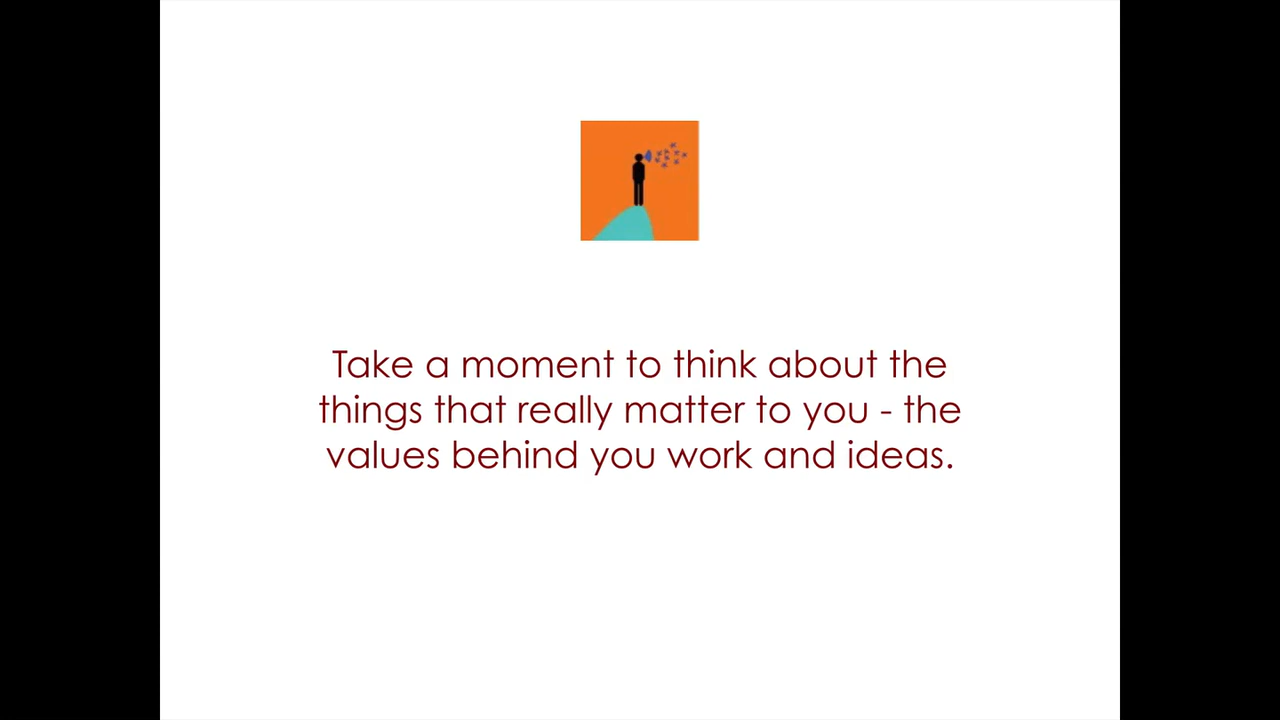 Take a moment to think about the
things that really matter to you - the
values behind you work and ideas.